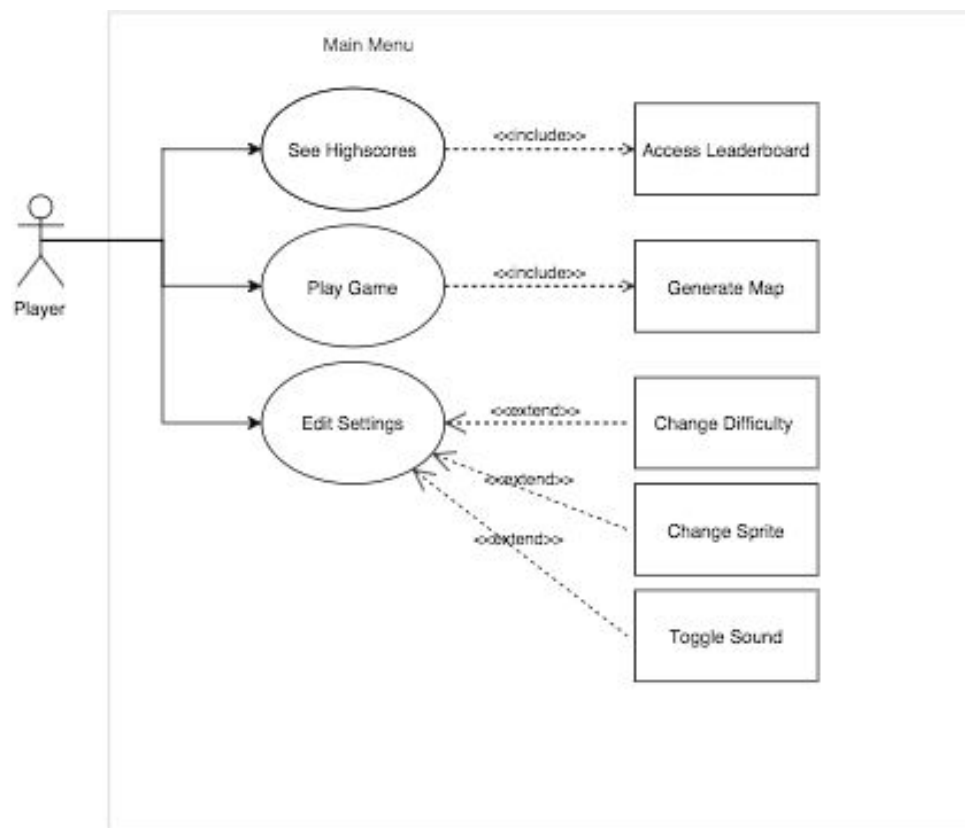 Main Menu
See Highscores
<<include>>
Access Leaderboard
Player
Play Game
<<include>>
Generate Map
Edit Settings
<<extend>>
Change Difficulty
<<extend>>
Change Sprite
<<extend>>
Toggle Sound